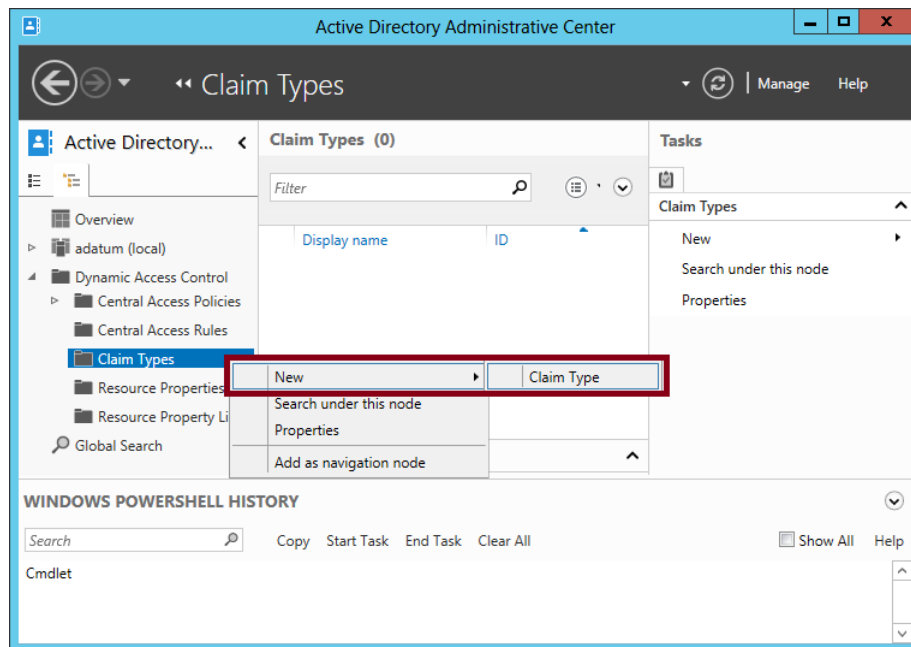 Active Directory Administrative Center
Claim Types
Manage
Help
Active Directory...
Overview
adatum (local)
Dynamic Access Control
Central Access Policies
Central Access Rules
Claim Types
Resource Properties
Resource Property Li
Global Search
Claim Types (0)
Filter
Display name ID
New
Claim Type
Search under this node
Properties
Add as navigation node
Tasks
Claim Types
New
Search under this node
Properties
WINDOWS POWERSHELL HISTORY
Search
Copy Start Task End Task Clear All
Show All Help
Cmdlet